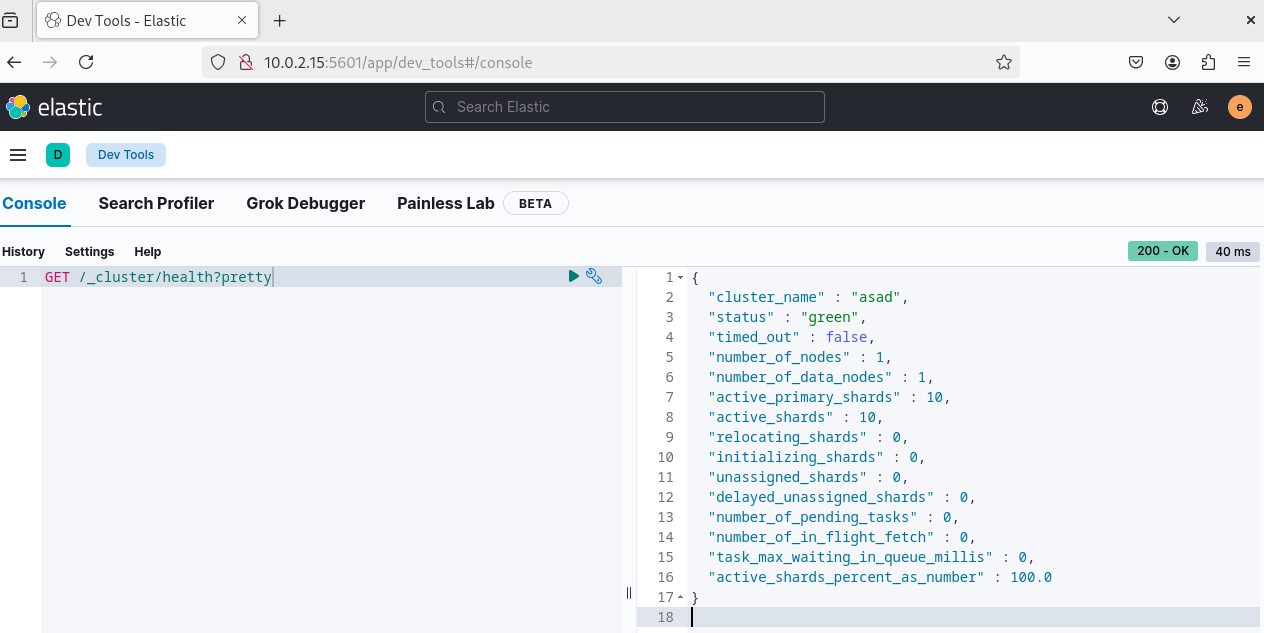 Dev Tools - Elastic
10.0.2.15:5601/app/dev_tools#/console
elastic
Search Elastic
e
D
Dev Tools
Console
Search Profiler
Grok Debugger
Painless Lab
BETA
History
Settings
Help
200 - OK
40 ms
1 GET /_cluster/health?pretty
1 {
2 "cluster_name" : "asad",
3 "status" : "green",
4 "timed_out" : false,
5 "number_of_nodes" : 1,
6 "number_of_data_nodes" : 1,
7 "active_primary_shards" : 10,
8 "active_shards" : 10,
9 "relocating_shards" : 0,
10 "initializing_shards" : 0,
11 "unassigned_shards" : 0,
12 "delayed_unassigned_shards" : 0,
13 "number_of_pending_tasks" : 0,
14 "number_of_in_flight_fetch" : 0,
15 "task_max_waiting_in_queue_millis" : 0,
16 "active_shards_percent_as_number" : 100.0
17 }
18